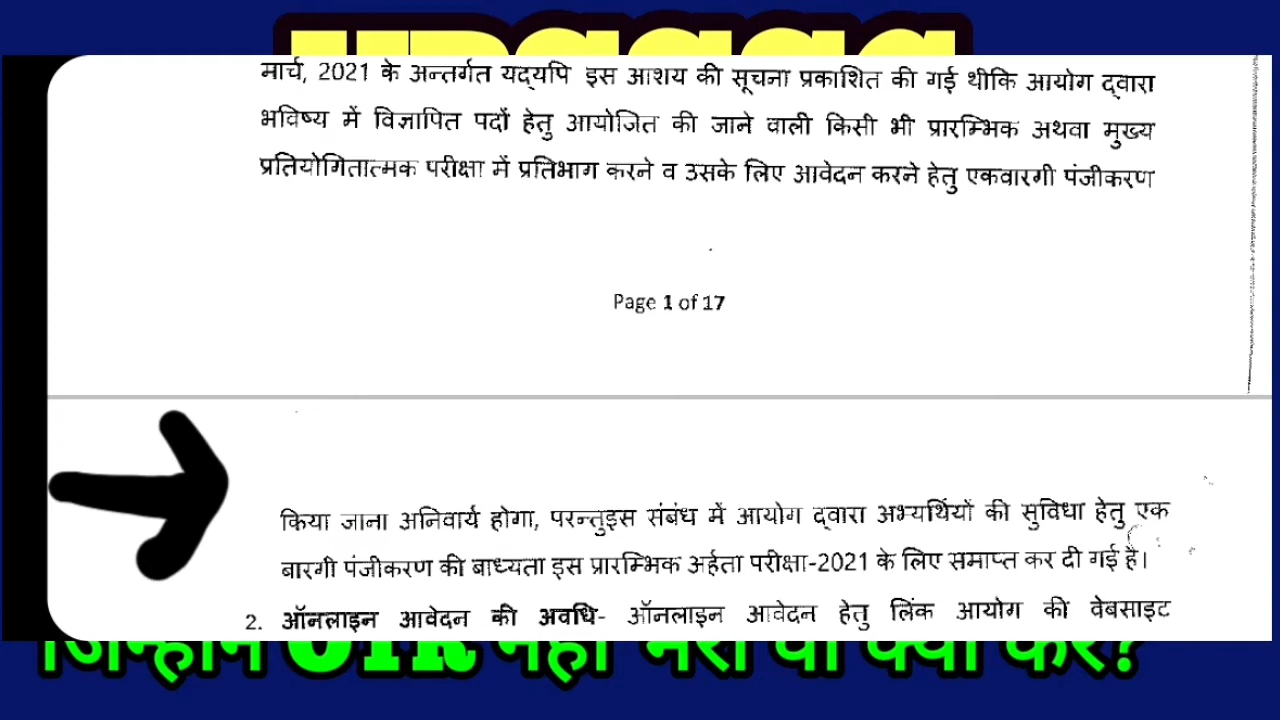 मार्च, 2021 के अन्तर्गत यद्यपि इस आशय की सूचना प्रकाशित की गई थीकि आयोग द्वारा
भविष्य में विज्ञापित पदों हेतु आयोजित की जाने वाली किसी भी प्रारम्भिक अथवा मुख्य
प्रतियोगितात्मक परीक्षा में प्रतिभाग करने व उसके लिए आवेदन करने हेतु एकवारगी पंजीकरण
Page 1 of 17
किया जाना अनिवार्य होगा, परन्तुइस संबंध में आयोग द्वारा अभ्यर्थियों की सुविधा हेतु एक
बारगी पंजीकरण की बाध्यता इस प्रारम्भिक अर्हता परीक्षा-2021 के लिए समाप्त कर दी गई है।
2. ऑनलाइन आवेदन की अवधि- ऑनलाइन आवेदन हेतु लिंक आयोग की वेबसाइट